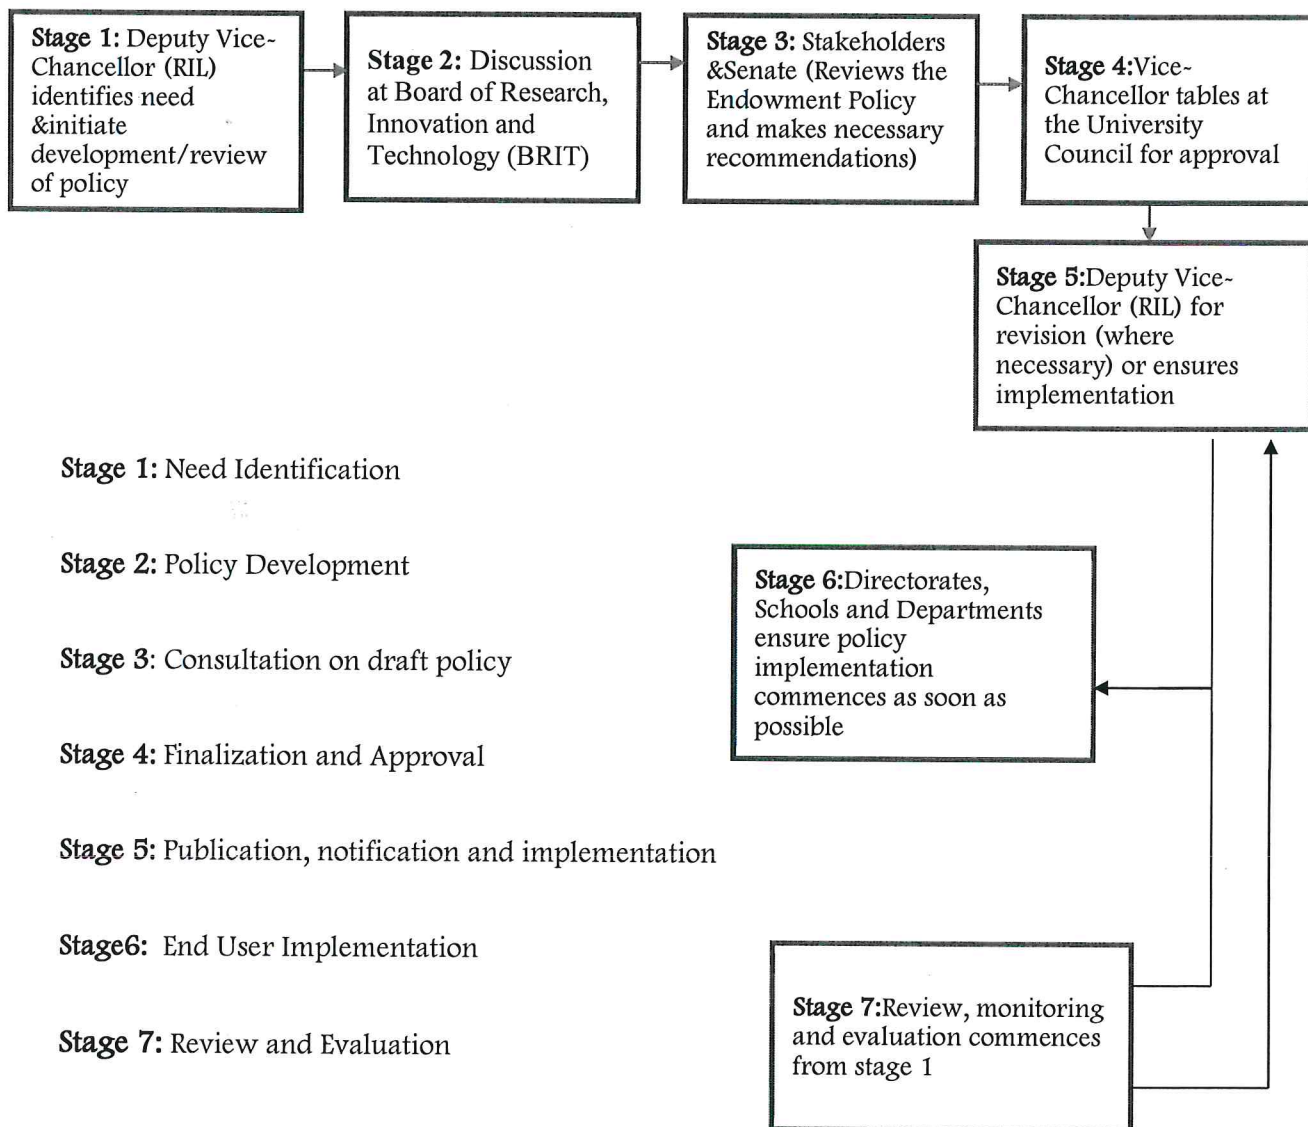 Stage 1: Deputy Vice-
Chancellor (RIL)
identifies need
&initiate
development/review
of policy
Stage 2: Discussion
at Board of Research,
Innovation and
Technology (BRIT)
Stage 3: Stakeholders
&Senate (Reviews the
Endowment Policy
and makes necessary
recommendations)
Stage 4:Vice-
Chancellor tables at
the University
Council for approval
Stage 5:Deputy Vice-
Chancellor (RIL) for
revision (where
necessary) or ensures
implementation
Stage 1: Need Identification
Stage 2: Policy Development
Stage 3: Consultation on draft policy
Stage 4: Finalization and Approval
Stage 5: Publication, notification and implementation
Stage6: End User Implementation
Stage 7: Review and Evaluation
Stage 6:Directorates,
Schools and Departments
ensure policy
implementation
commences as soon as
possible
Stage 7:Review, monitoring
and evaluation commences
from stage 1